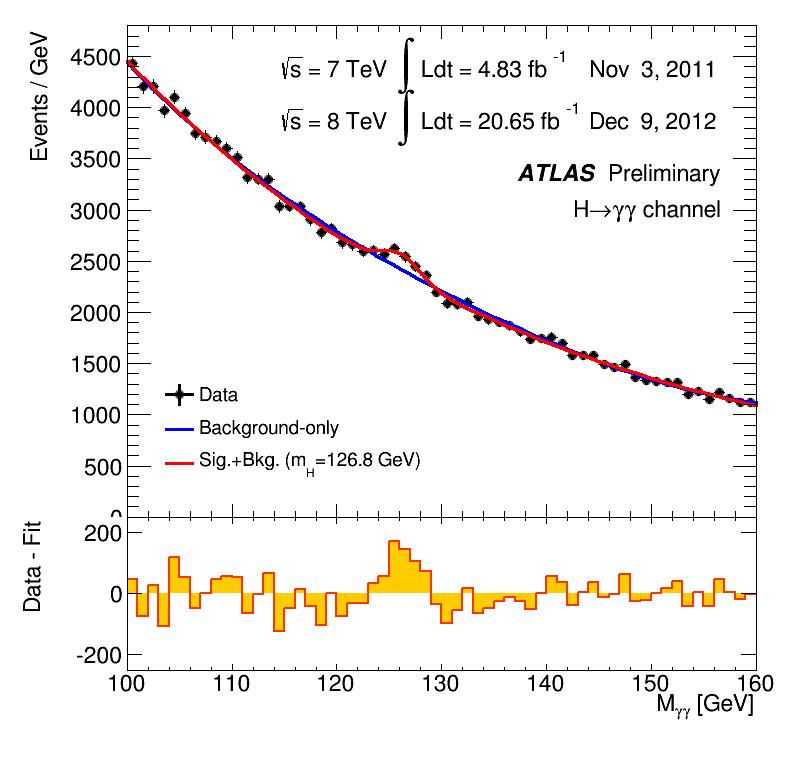 Events / GeV
4500
4000
3500
3000
2500
2000
1500
1000
500
0
√s = 7 TeV ∫ Ldt = 4.83 fb⁻¹ Nov 3, 2011
√s = 8 TeV ∫ Ldt = 20.65 fb⁻¹ Dec 9, 2012
ATLAS Preliminary
H→γγ channel
Data
Background-only
Sig.+Bkg. (m_H=126.8 GeV)
Data - Fit
200
0
-200
100 110 120 130 140 150 160
M_γγ [GeV]